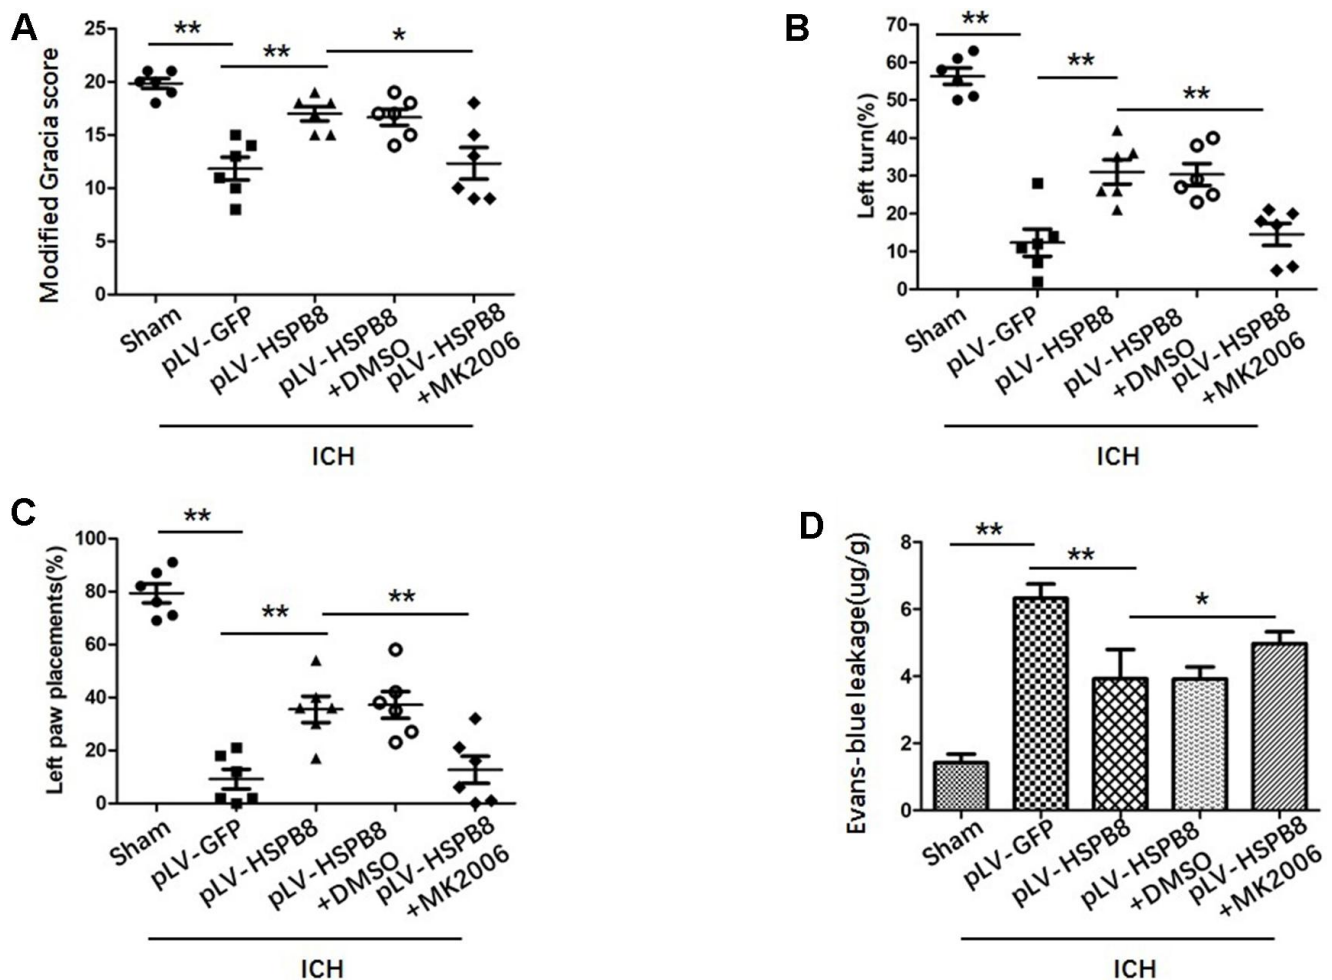 A
Modified Gracia score
25
20
15
10
5
0
**
**
*
Sham
pLV-GFP
pLV-HSPB8
pLV-HSPB8
+DMSO
pLV-HSPB8
+MK2006
ICH
B
Left turn(%)
70
60
50
40
30
20
10
0
**
**
**
Sham
pLV-GFP
pLV-HSPB8
pLV-HSPB8
+DMSO
pLV-HSPB8
+MK2006
ICH
C
Left paw placements(%)
100
80
60
40
20
0
**
**
**
Sham
pLV-GFP
pLV-HSPB8
pLV-HSPB8
+DMSO
pLV-HSPB8
+MK2006
ICH
D
Evans-blue leakage(ug/g)
8
6
4
2
0
**
**
*
Sham
pLV-GFP
pLV-HSPB8
pLV-HSPB8
+DMSO
pLV-HSPB8
+MK2006
ICH